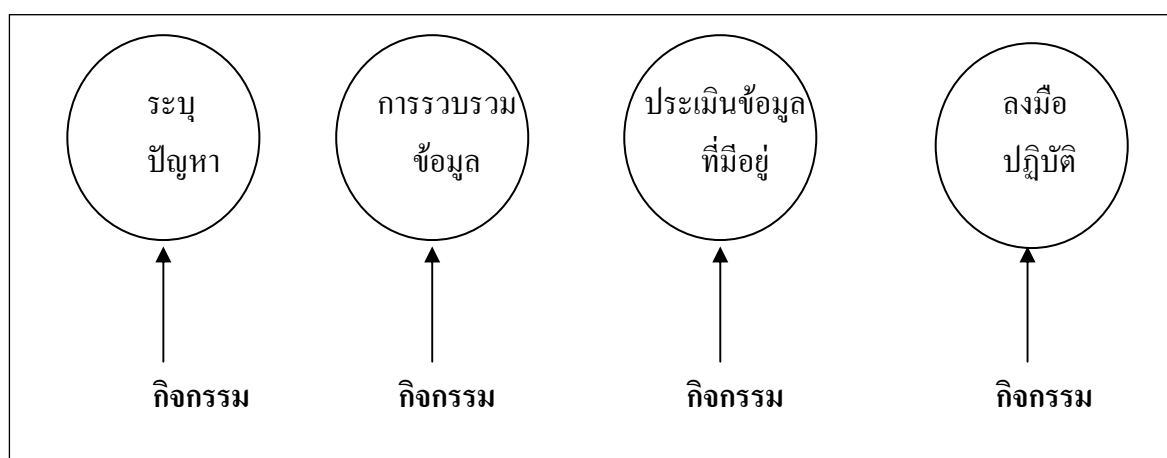 ระบุ
ปัญหา
การรวบรวม
ข้อมูล
ประเมินข้อมูล
ที่มีอยู่
ลงมือ
ปฏิบัติ
กิจกรรม
กิจกรรม
กิจกรรม
กิจกรรม